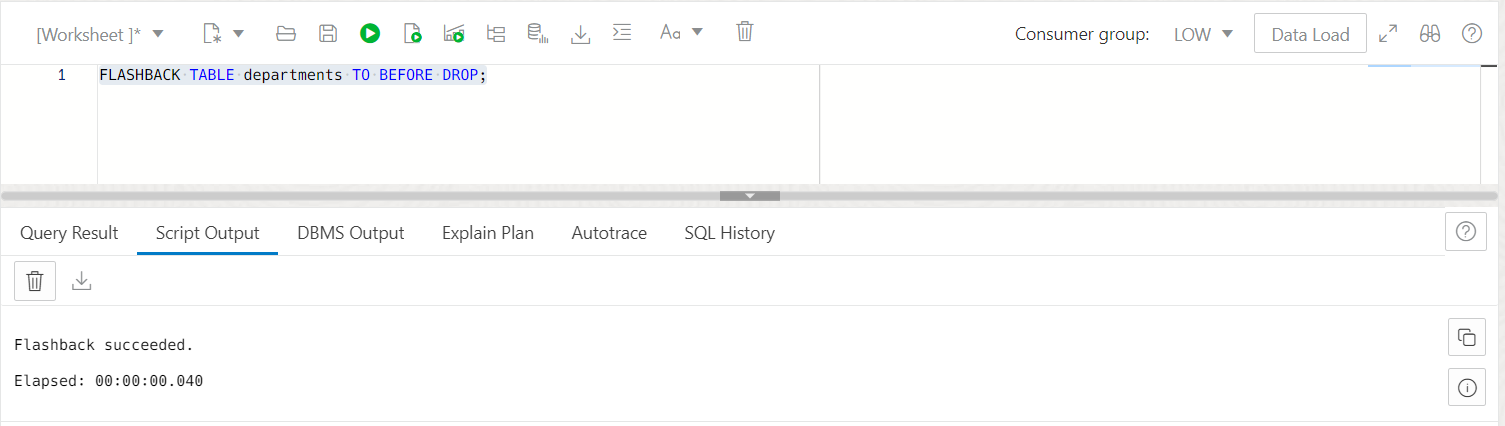 [Worksheet ]*
Aa
Consumer group: LOW
Data Load
1 FLASHBACK TABLE departments TO BEFORE DROP;
Query Result Script Output DBMS Output Explain Plan Autotrace SQL History
Flashback succeeded.
Elapsed: 00:00:00.040